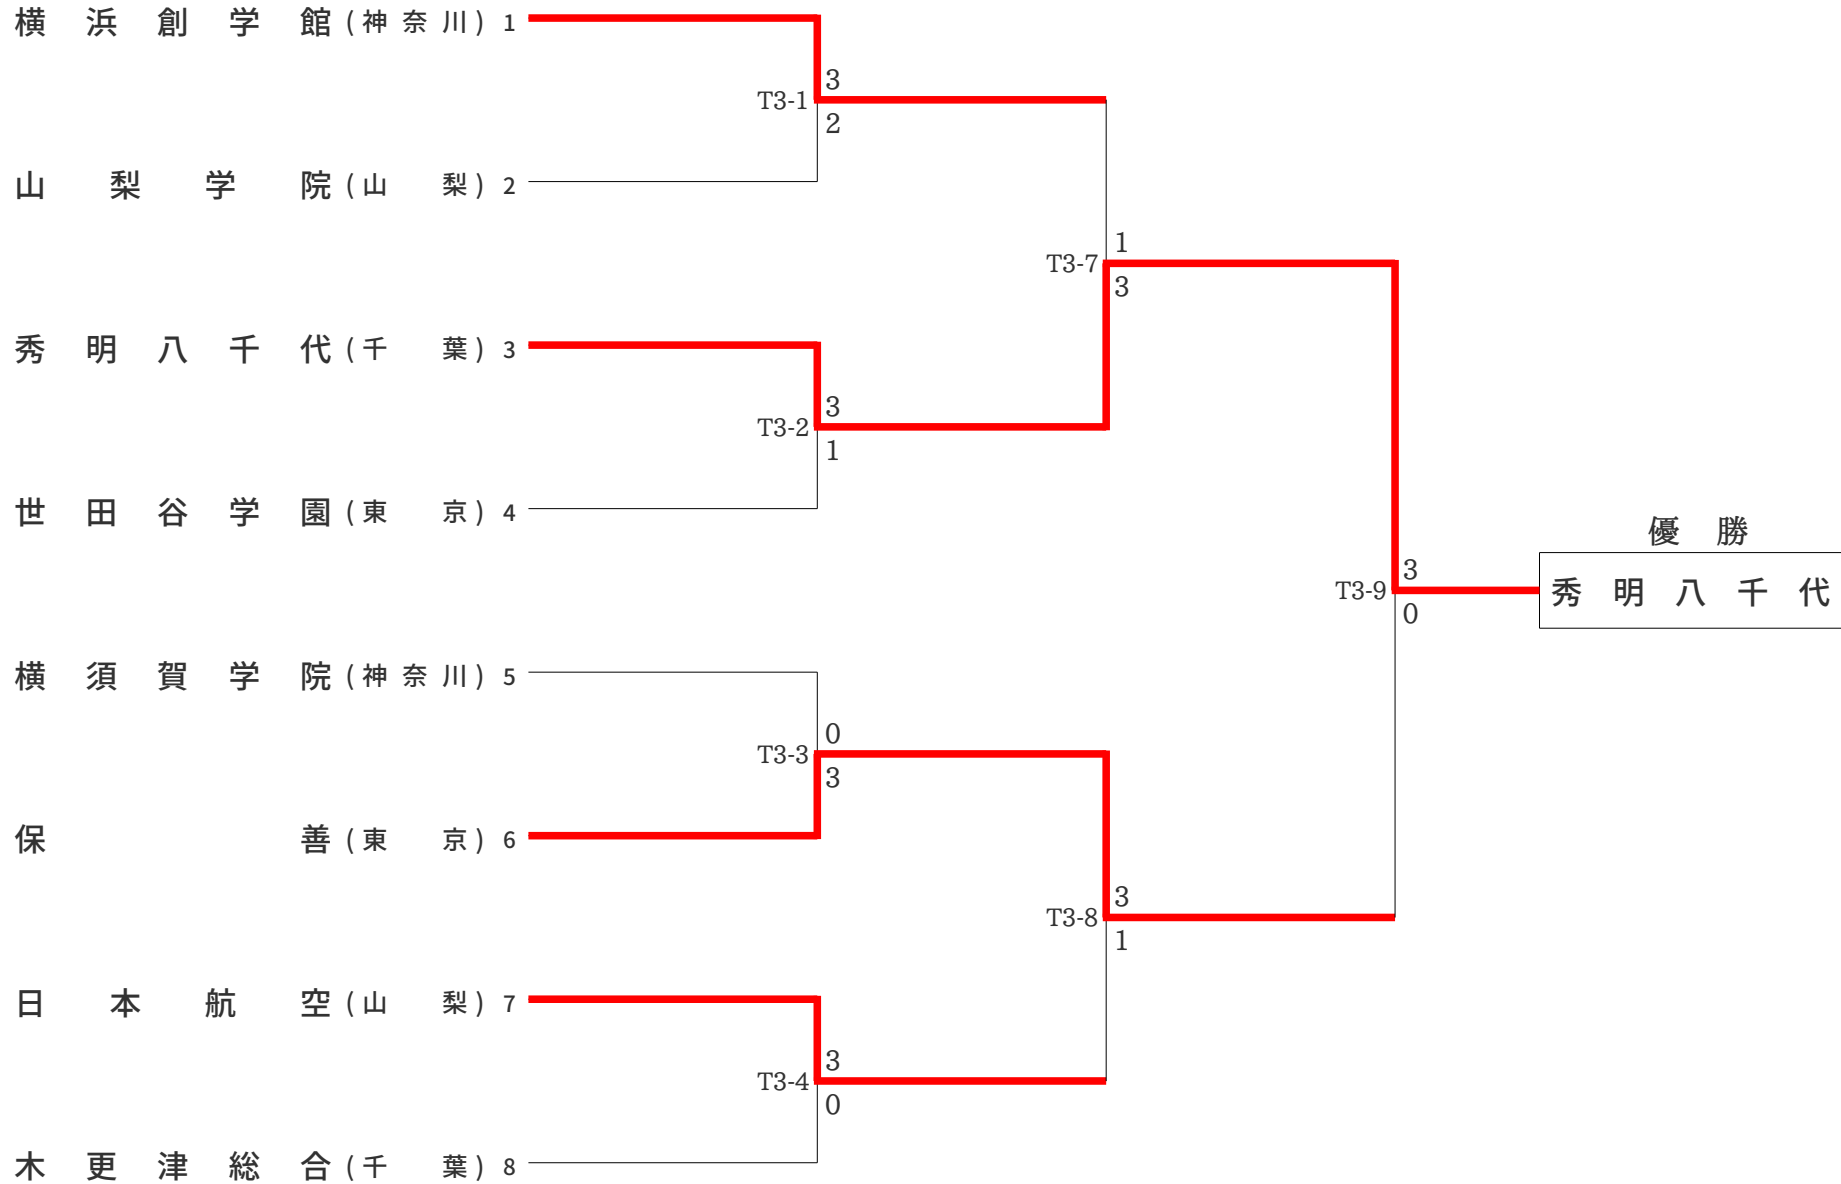 横浜創学館(神奈川) 1
3
T3-1
2
山梨学院(山梨) 2
1
T3-7
3
秀明八千代(千葉) 3
3
T3-2
1
世田谷学園(東京) 4
優勝
3
T3-9
秀明八千代
0
横須賀学院(神奈川) 5
0
T3-3
3
保善(東京) 6
3
T3-8
1
日本航空(山梨) 7
3
T3-4
0
木更津総合(千葉) 8